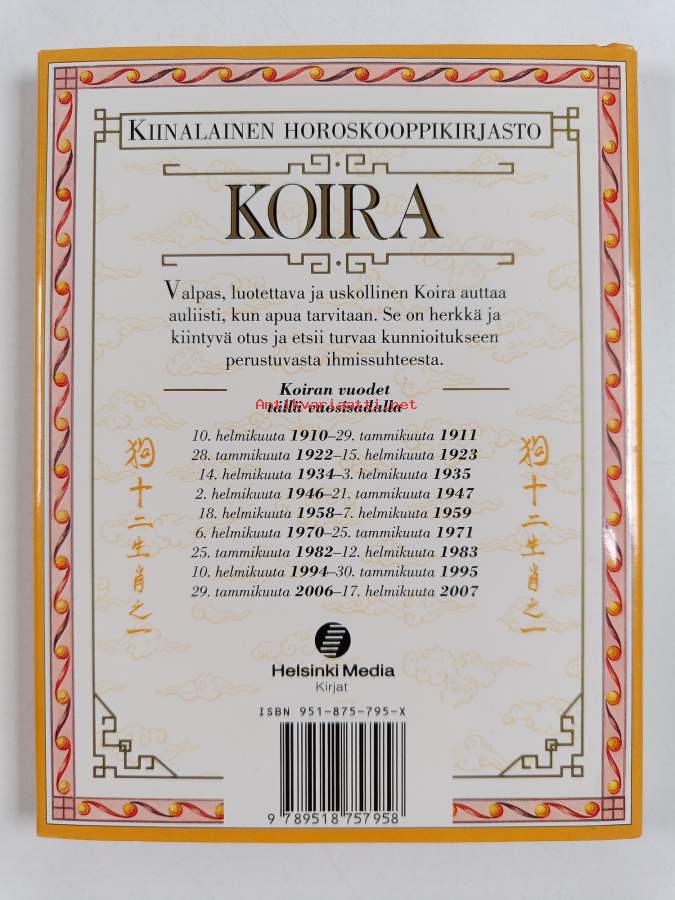 KIINALAINEN HOROSKOOPPIKIRJASTO
KOIRA
Valpas, luotettava ja uskollinen Koira auttaa
auliisti, kun apua tarvitaan. Se on herkkä ja
kiintyvä otus ja etsii turvaa kunnioitukseen
perustuvasta ihmissuhteesta.
Koiran vuodet
Antikvariaatti.net
tällä vuosisadalla
10. helmikuuta 1910–29. tammikuuta 1911
28. tammikuuta 1922–15. helmikuuta 1923
14. helmikuuta 1934–3. helmikuuta 1935
2. helmikuuta 1946–21. tammikuuta 1947
18. helmikuuta 1958–7. helmikuuta 1959
6. helmikuuta 1970–25. tammikuuta 1971
25. tammikuuta 1982–12. helmikuuta 1983
10. helmikuuta 1994–30. tammikuuta 1995
29. tammikuuta 2006–17. helmikuuta 2007
狗十二生肖之一
狗十二生肖之一
Helsinki Media
Kirjat
ISBN 951-875-795-X
9 789518 757958